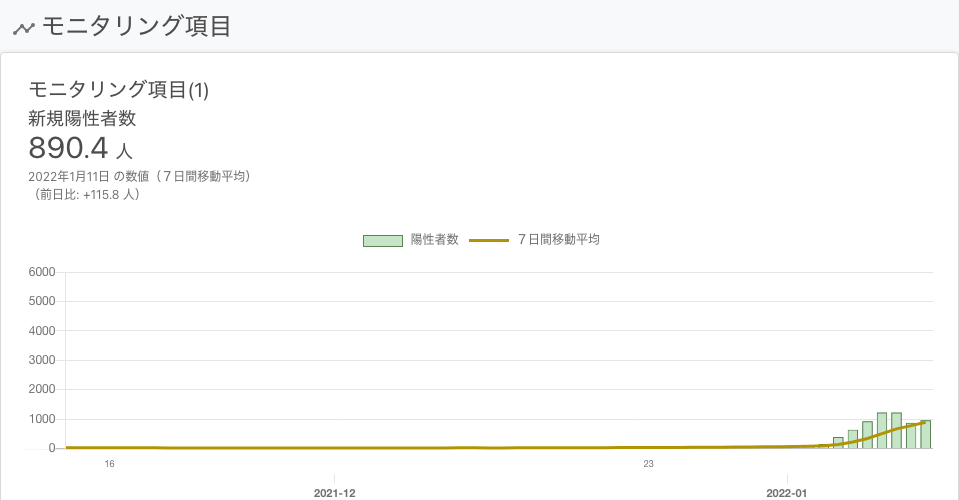 モニタリング項目
モニタリング項目(1)
新規陽性者数
890.4 人
2022年1月11日 の数値（７日間移動平均）
（前日比: +115.8 人）
陽性者数 ７日間移動平均
6000
5000
4000
3000
2000
1000
0
16 23
2021-12 2022-01